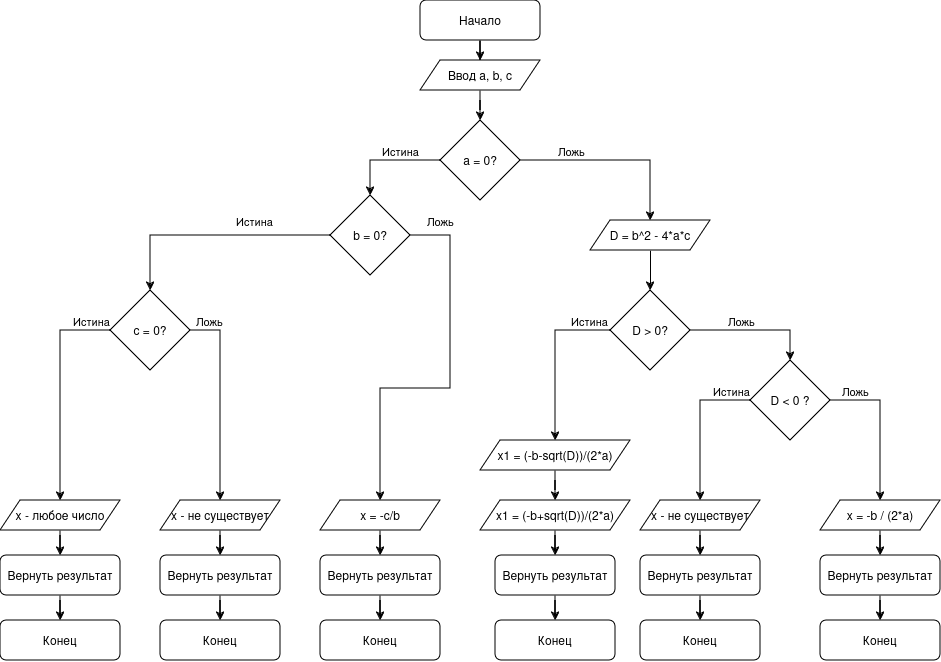 Начало
Ввод a, b, c
Истина
a = 0?
Ложь
Истина
b = 0?
Ложь
D = b^2 - 4*a*c
Истина
c = 0?
Ложь
Истина
D > 0?
Ложь
Истина
D < 0 ?
Ложь
x1 = (-b-sqrt(D))/(2*a)
x - любое число
x - не существует
x = -c/b
x1 = (-b+sqrt(D))/(2*a)
x - не существует
x = -b / (2*a)
Вернуть результат
Вернуть результат
Вернуть результат
Вернуть результат
Вернуть результат
Вернуть результат
Конец
Конец
Конец
Конец
Конец
Конец